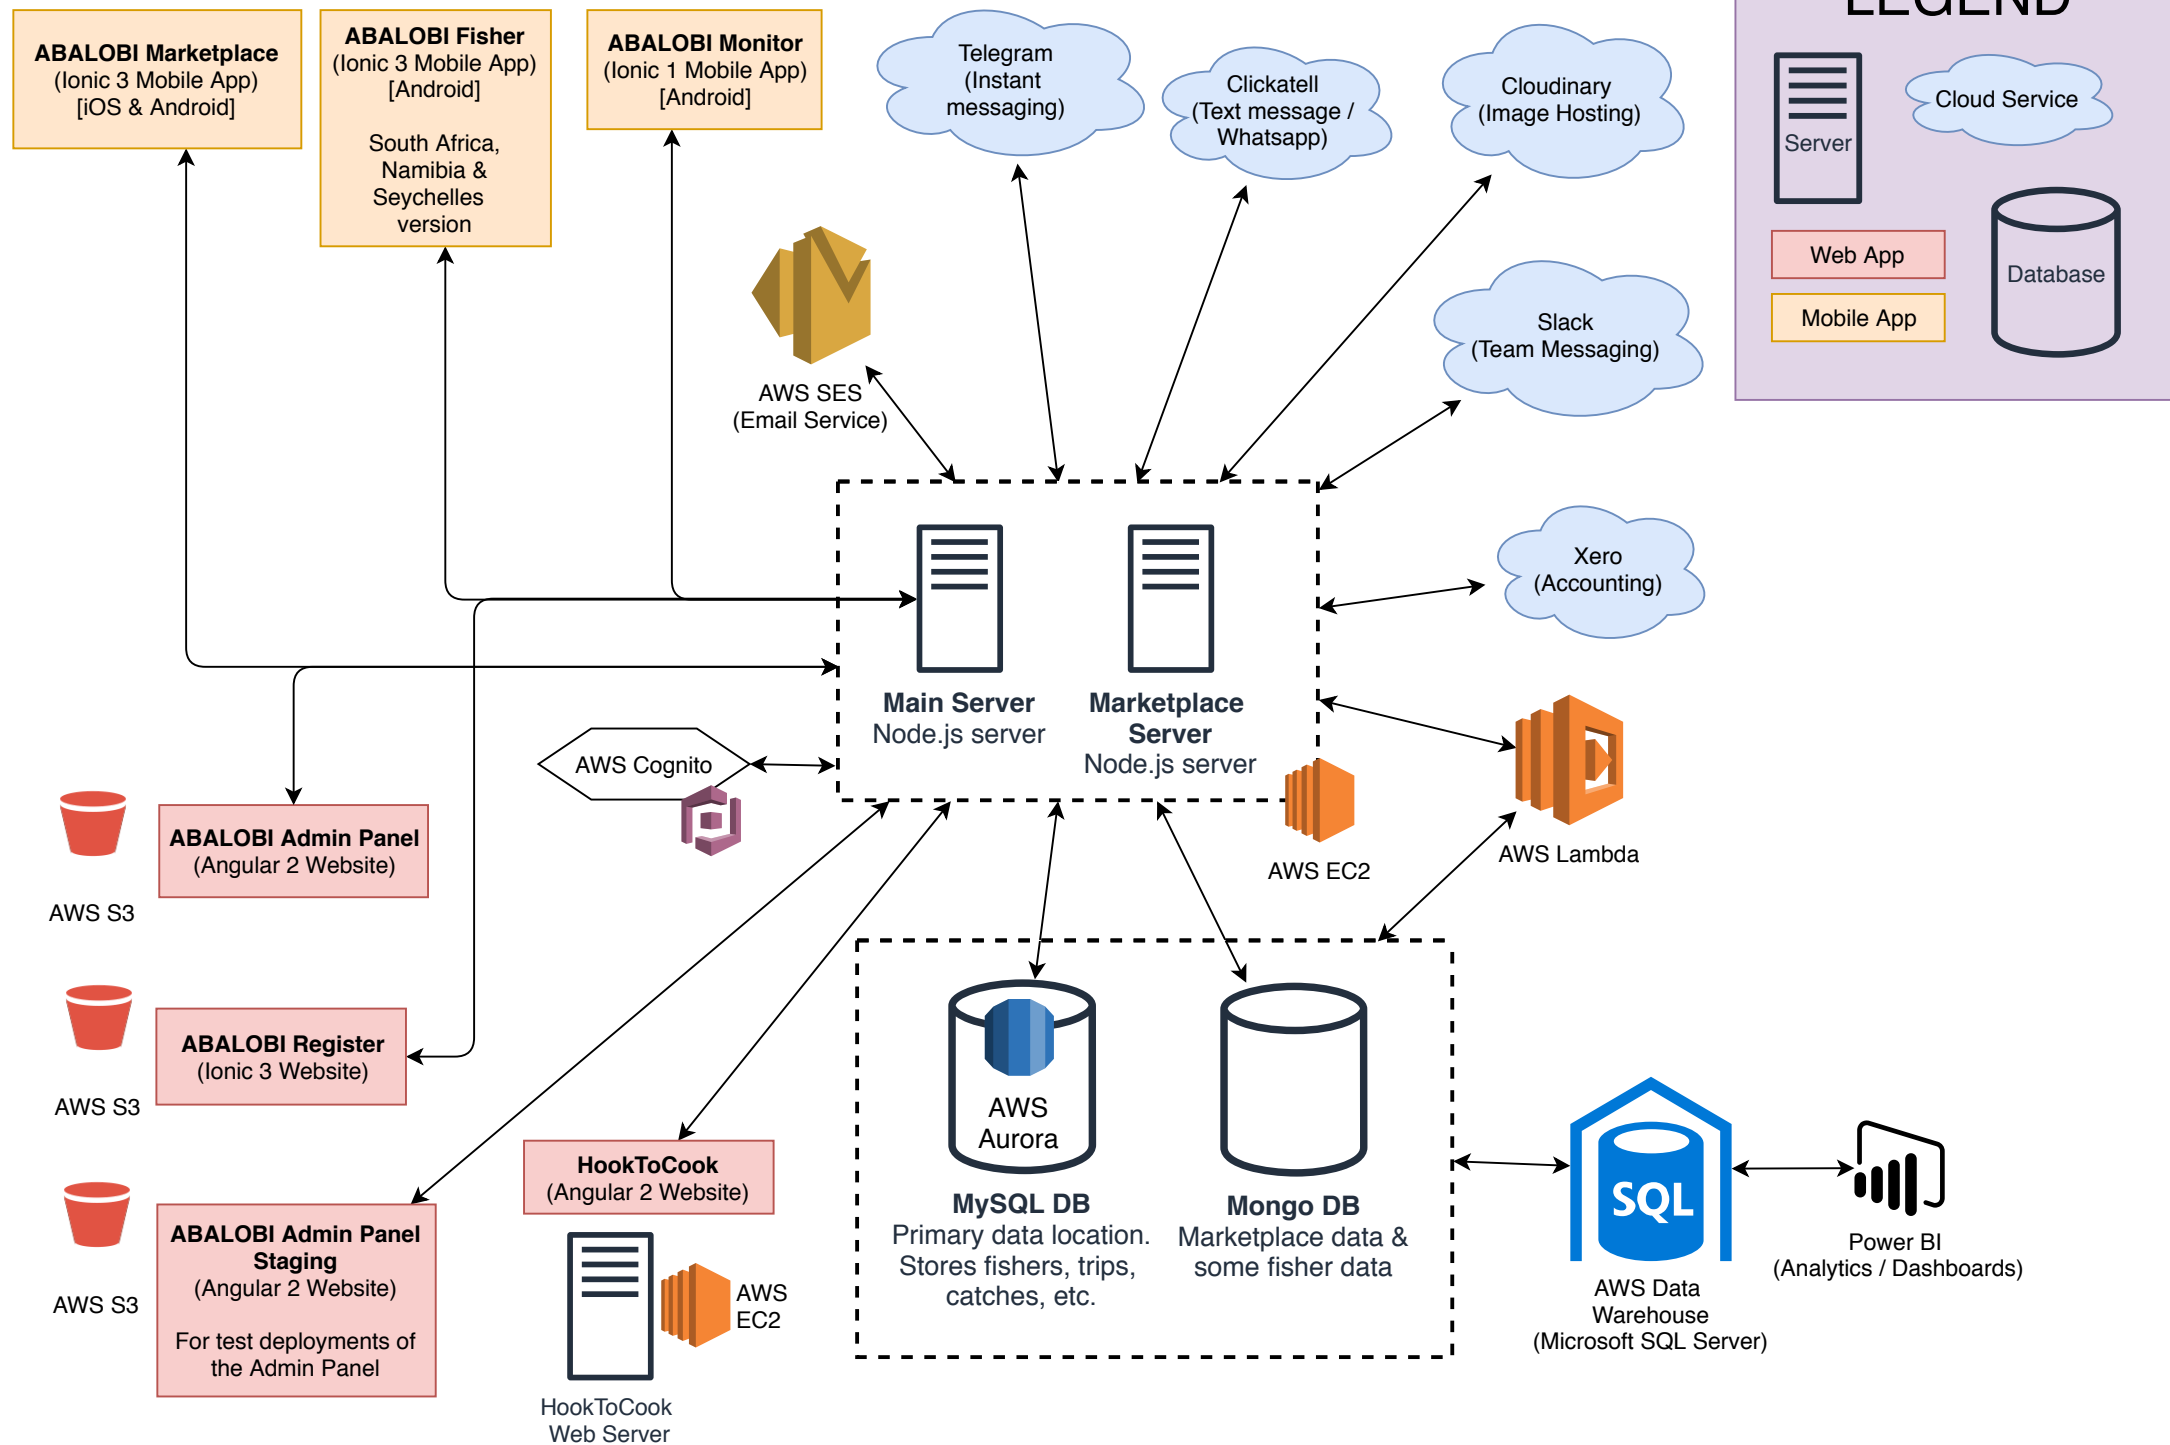 ABALOBI Marketplace
(Ionic 3 Mobile App)
[iOS & Android]
ABALOBI Fisher
(Ionic 3 Mobile App)
[Android]
South Africa,
Namibia &
Seychelles
version
ABALOBI Monitor
(Ionic 1 Mobile App)
[Android]
Telegram
(Instant
messaging)
Clickatell
(Text message /
Whatsapp)
Cloudinary
(Image Hosting)
LEGEND
Server
Cloud Service
Web App
Mobile App
Database
AWS SES
(Email Service)
Slack
(Team Messaging)
Xero
(Accounting)
Main Server
Node.js server
Marketplace
Server
Node.js server
AWS Cognito
AWS EC2
AWS Lambda
AWS S3
ABALOBI Admin Panel
(Angular 2 Website)
AWS S3
ABALOBI Register
(Ionic 3 Website)
AWS S3
ABALOBI Admin Panel
Staging
(Angular 2 Website)
For test deployments of
the Admin Panel
HookToCook
(Angular 2 Website)
AWS
EC2
HookToCook
Web Server
AWS
Aurora
MySQL DB
Primary data location.
Stores fishers, trips,
catches, etc.
Mongo DB
Marketplace data &
some fisher data
SQL
AWS Data
Warehouse
(Microsoft SQL Server)
Power BI
(Analytics / Dashboards)